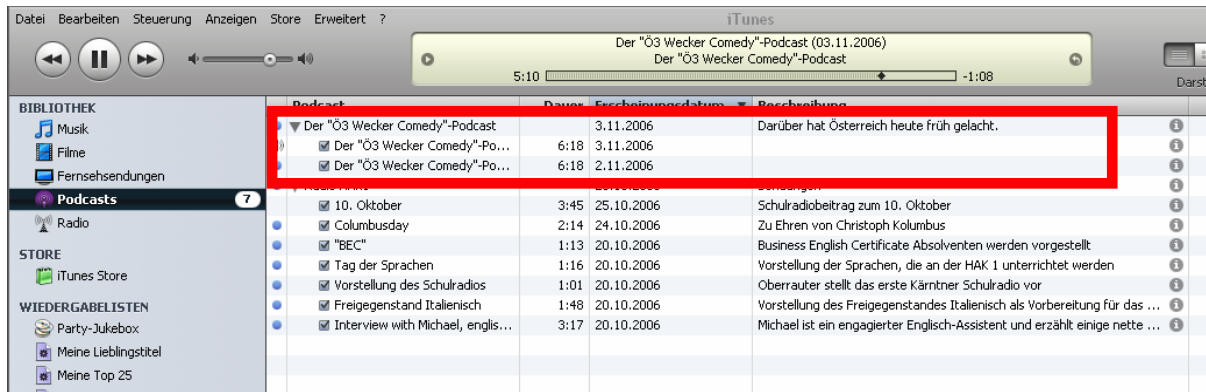 Datei Bearbeiten Steuerung Anzeigen Store Erweitert ?
iTunes
Der "Ö3 Wecker Comedy"-Podcast (03.11.2006)
Der "Ö3 Wecker Comedy"-Podcast
5:10 -1:08
Darst
BIBLIOTHEK
Musik
Filme
Fernsehsendungen
Podcasts 7
Radio
STORE
iTunes Store
WIEDERGABELISTEN
Party-Jukebox
Meine Lieblingstitel
Meine Top 25
Podcast Dauer Erscheinungsdatum Beschreibung
Der "Ö3 Wecker Comedy"-Podcast 3.11.2006 Darüber hat Österreich heute früh gelacht.
Der "Ö3 Wecker Comedy"-Po... 6:18 3.11.2006
Der "Ö3 Wecker Comedy"-Po... 6:18 2.11.2006
10. Oktober 3:45 25.10.2006 Schulradiobeitrag zum 10. Oktober
Columbusday 2:14 24.10.2006 Zu Ehren von Christoph Kolumbus
"BEC" 1:13 20.10.2006 Business English Certificate Absolventen werden vorgestellt
Tag der Sprachen 1:16 20.10.2006 Vorstellung der Sprachen, die an der HAK 1 unterrichtet werden
Vorstellung des Schulradios 1:01 20.10.2006 Oberrauter stellt das erste Kärntner Schulradio vor
Freigegenstand Italienisch 1:48 20.10.2006 Vorstellung des Freigegenstandes Italienisch als Vorbereitung für das ...
Interview with Michael, englis... 3:17 20.10.2006 Michael ist ein engagierter Englisch-Assistent und erzählt einige nette ...